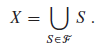 X = ⋃_{S∈ℱ} S .